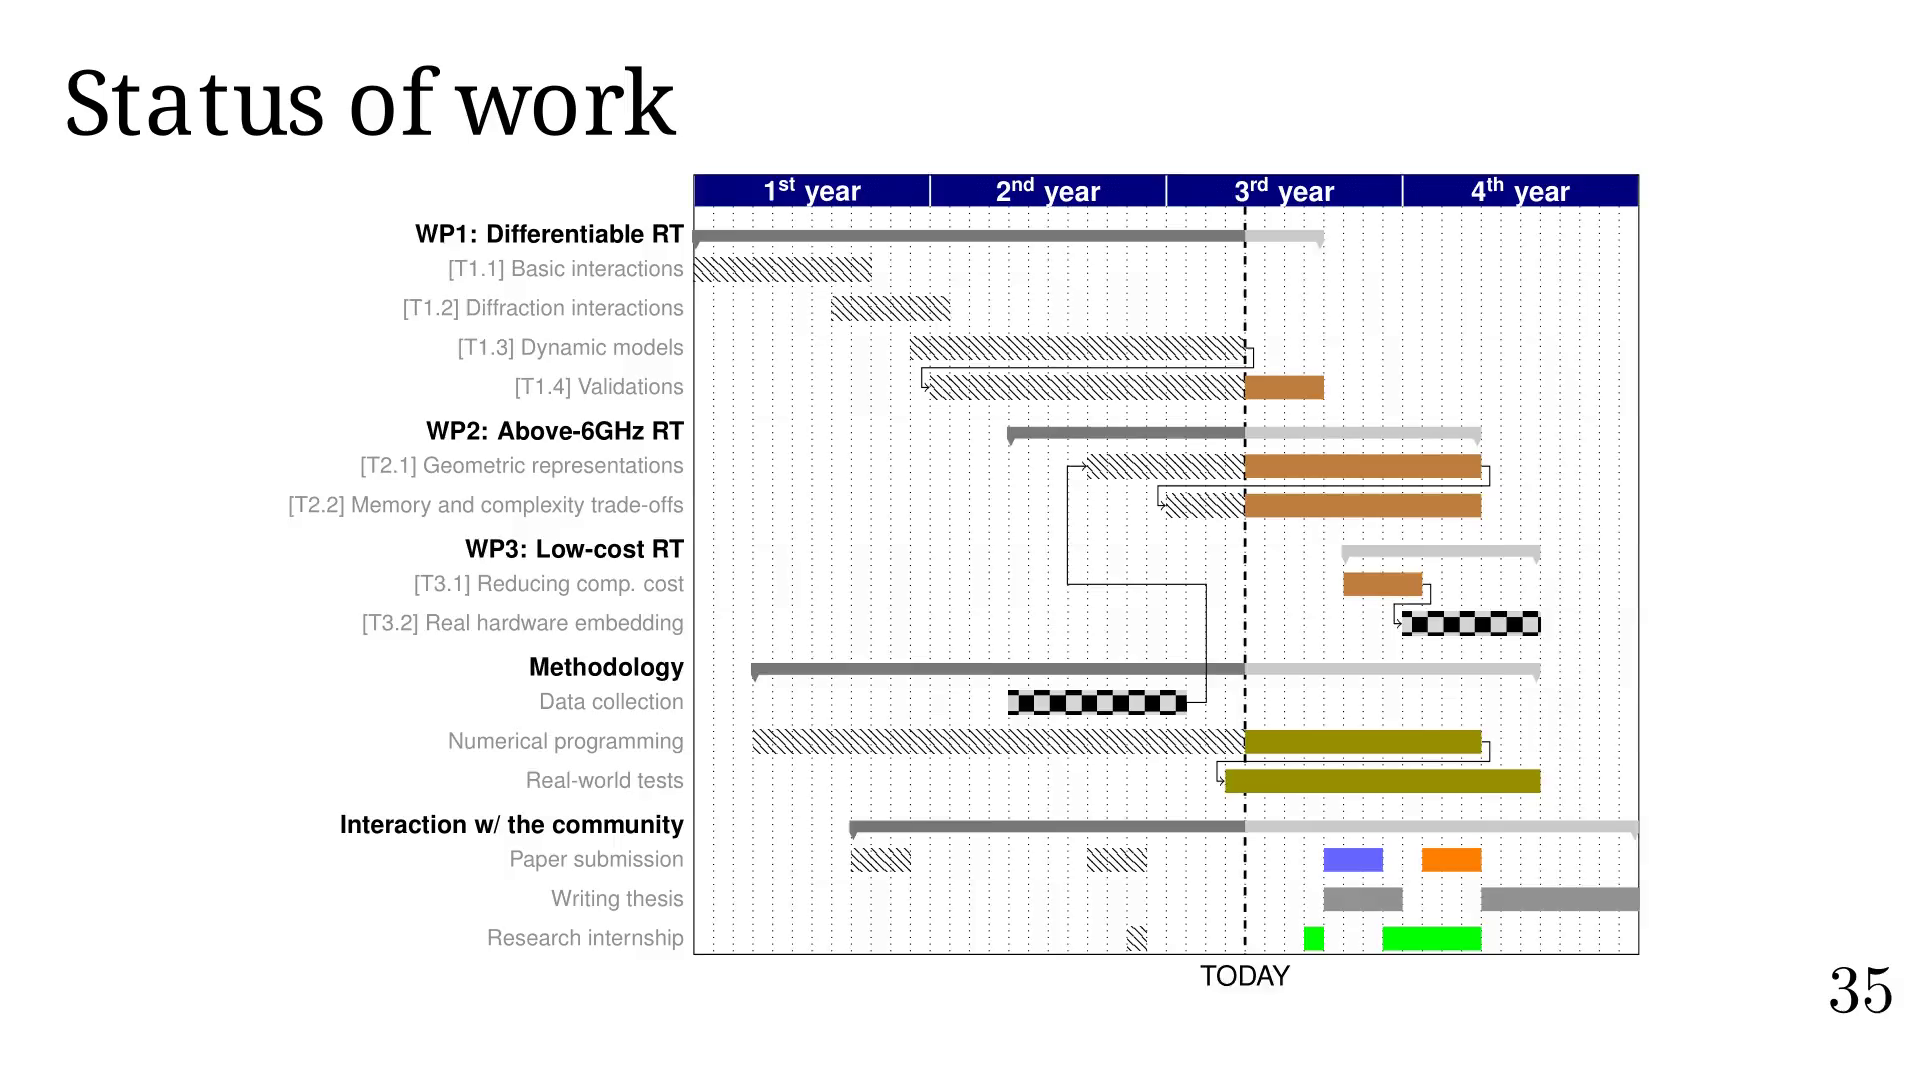 Status of work
1st year 2nd year 3rd year 4th year
WP1: Differentiable RT
[T1.1] Basic interactions
[T1.2] Diffraction interactions
[T1.3] Dynamic models
[T1.4] Validations
WP2: Above-6GHz RT
[T2.1] Geometric representations
[T2.2] Memory and complexity trade-offs
WP3: Low-cost RT
[T3.1] Reducing comp. cost
[T3.2] Real hardware embedding
Methodology
Data collection
Numerical programming
Real-world tests
Interaction w/ the community
Paper submission
Writing thesis
Research internship
TODAY
35